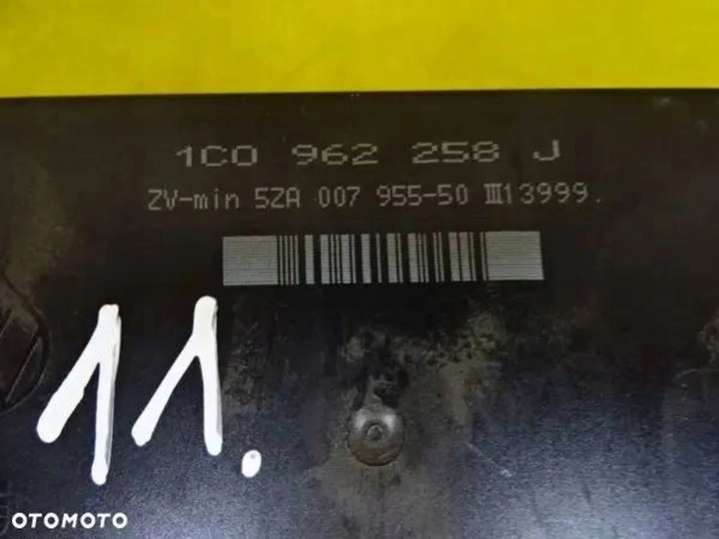 1C0 962 258 J
ZV-min 5ZA 007 955-50 III13999.
11.
OTOMOTO